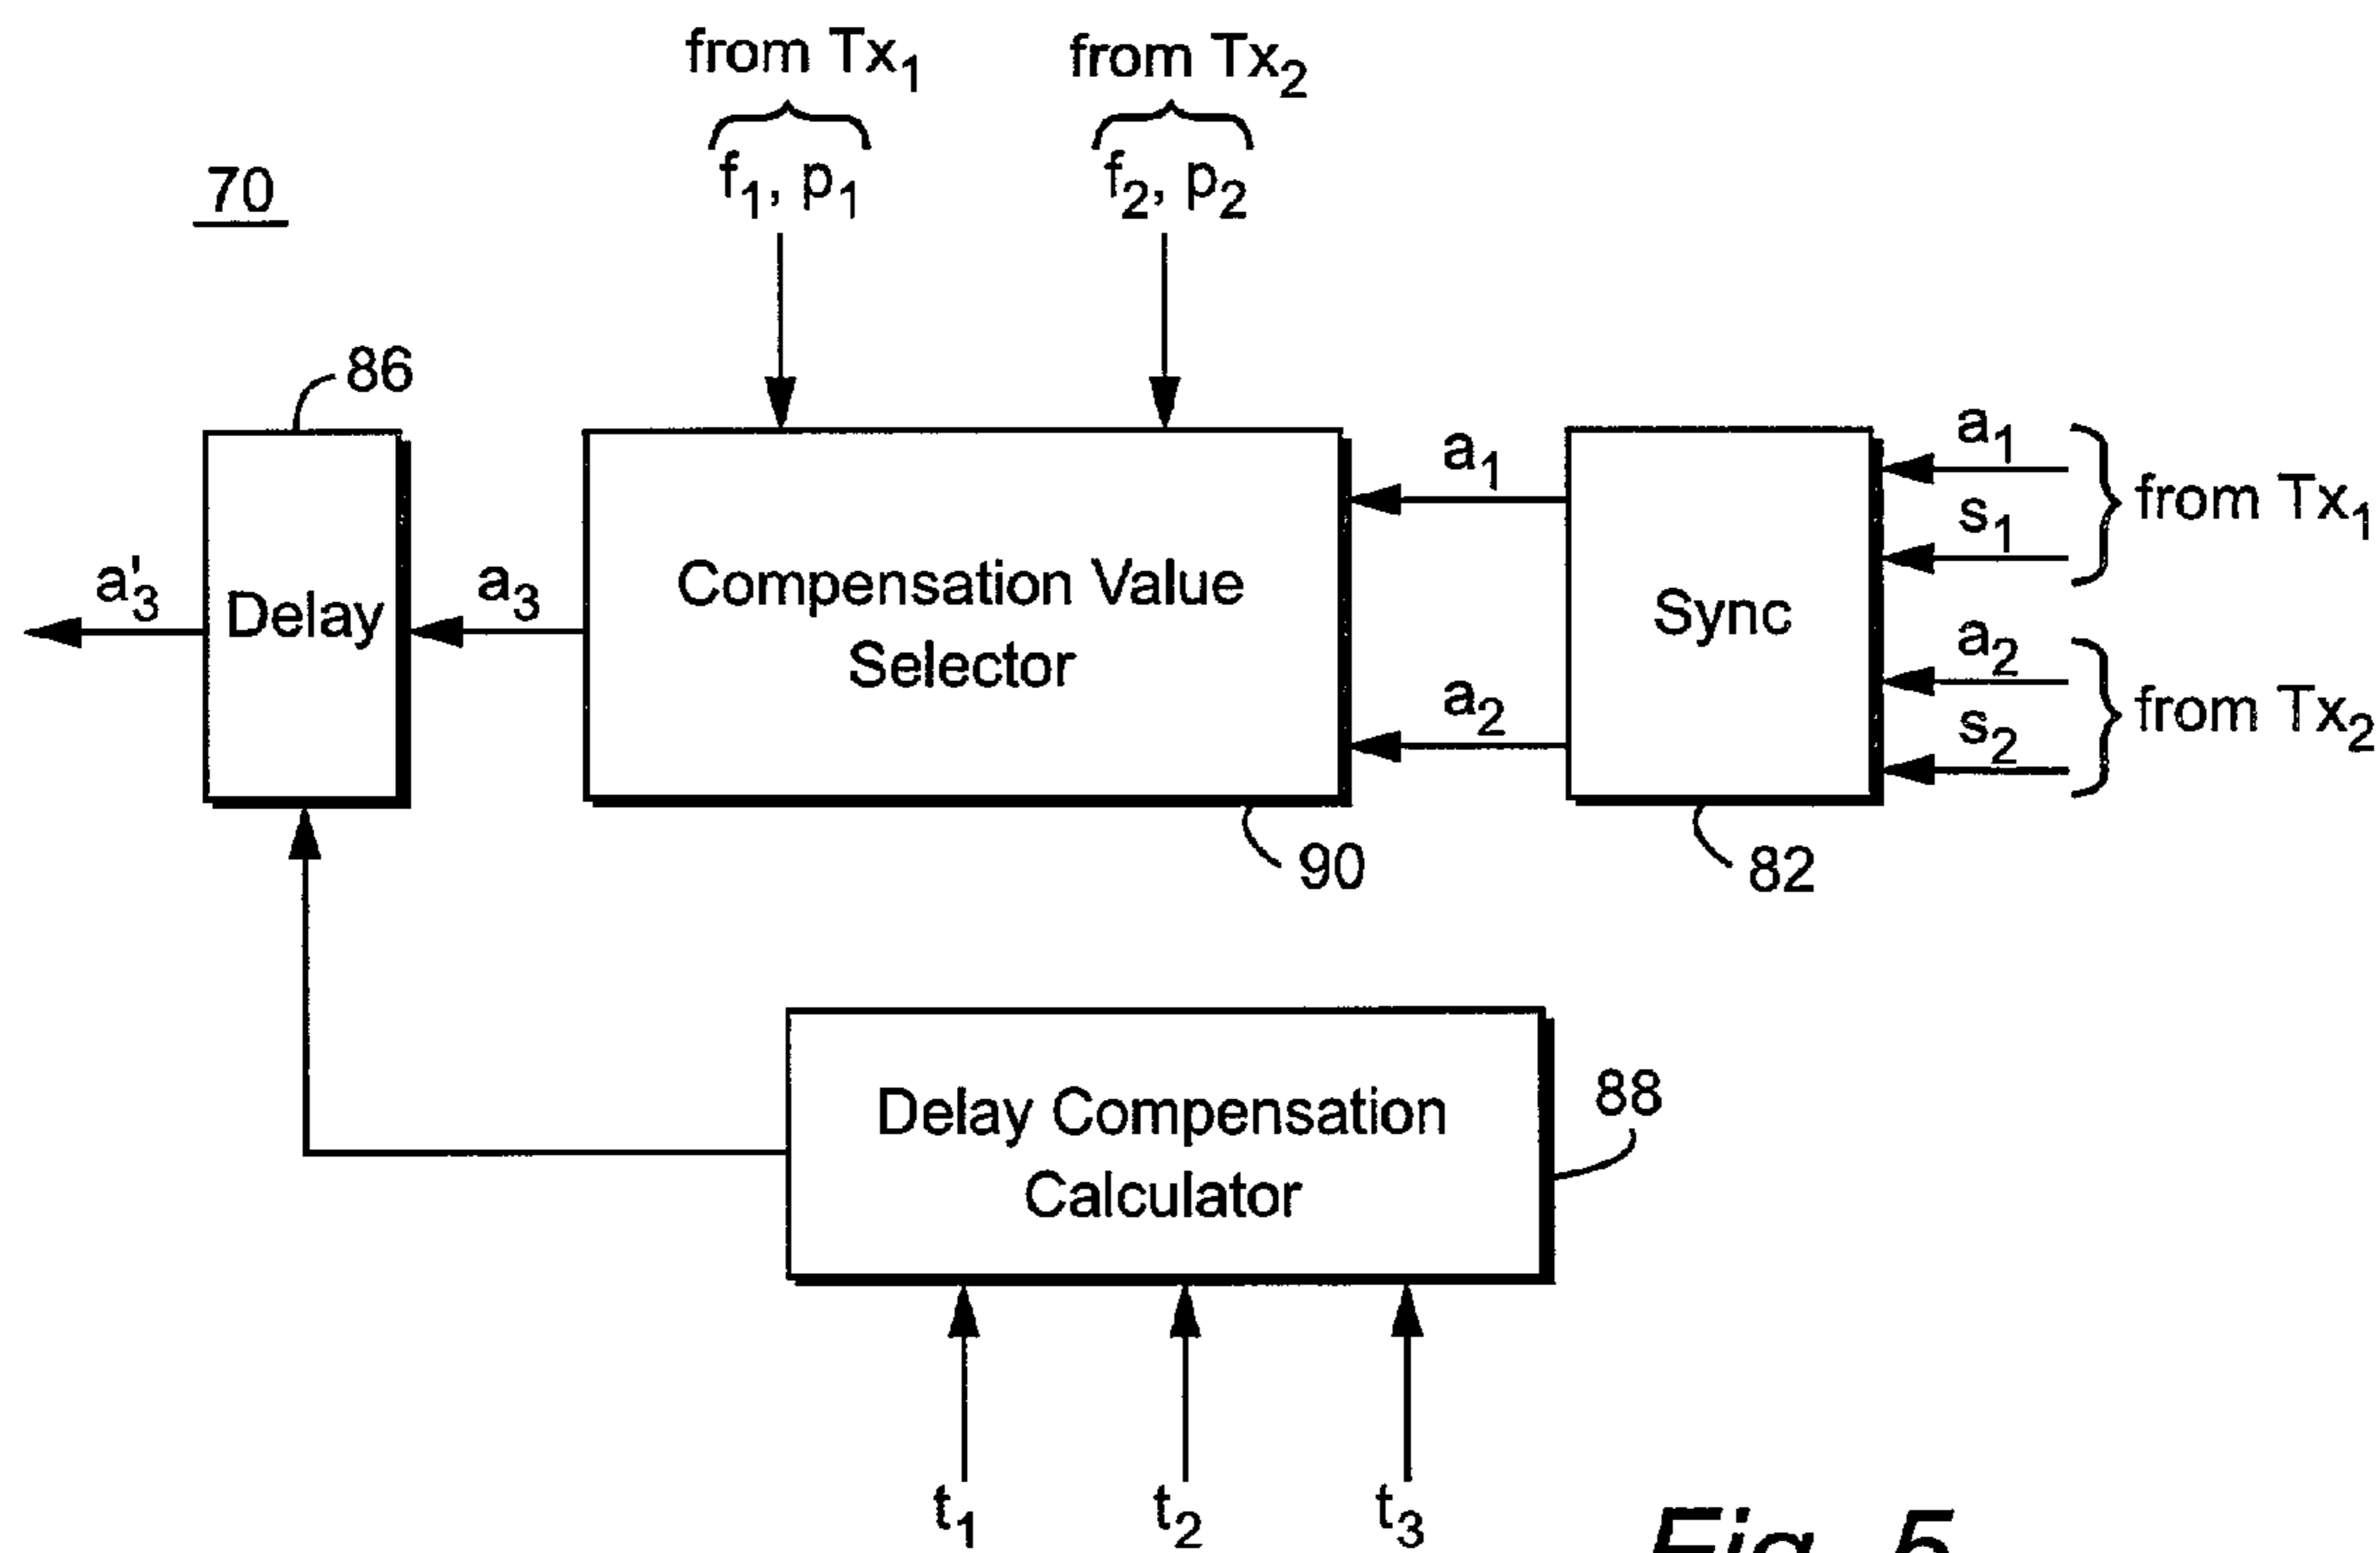 from Tx1
from Tx2
f1, p1
f2, p2
70
86
a1
s1
from Tx1
a2
s2
from Tx2
a1
a2
Sync
82
Compensation Value
Selector
90
a3
Delay
a'3
Delay Compensation
Calculator
88
t1
t2
t3
Fig. 5